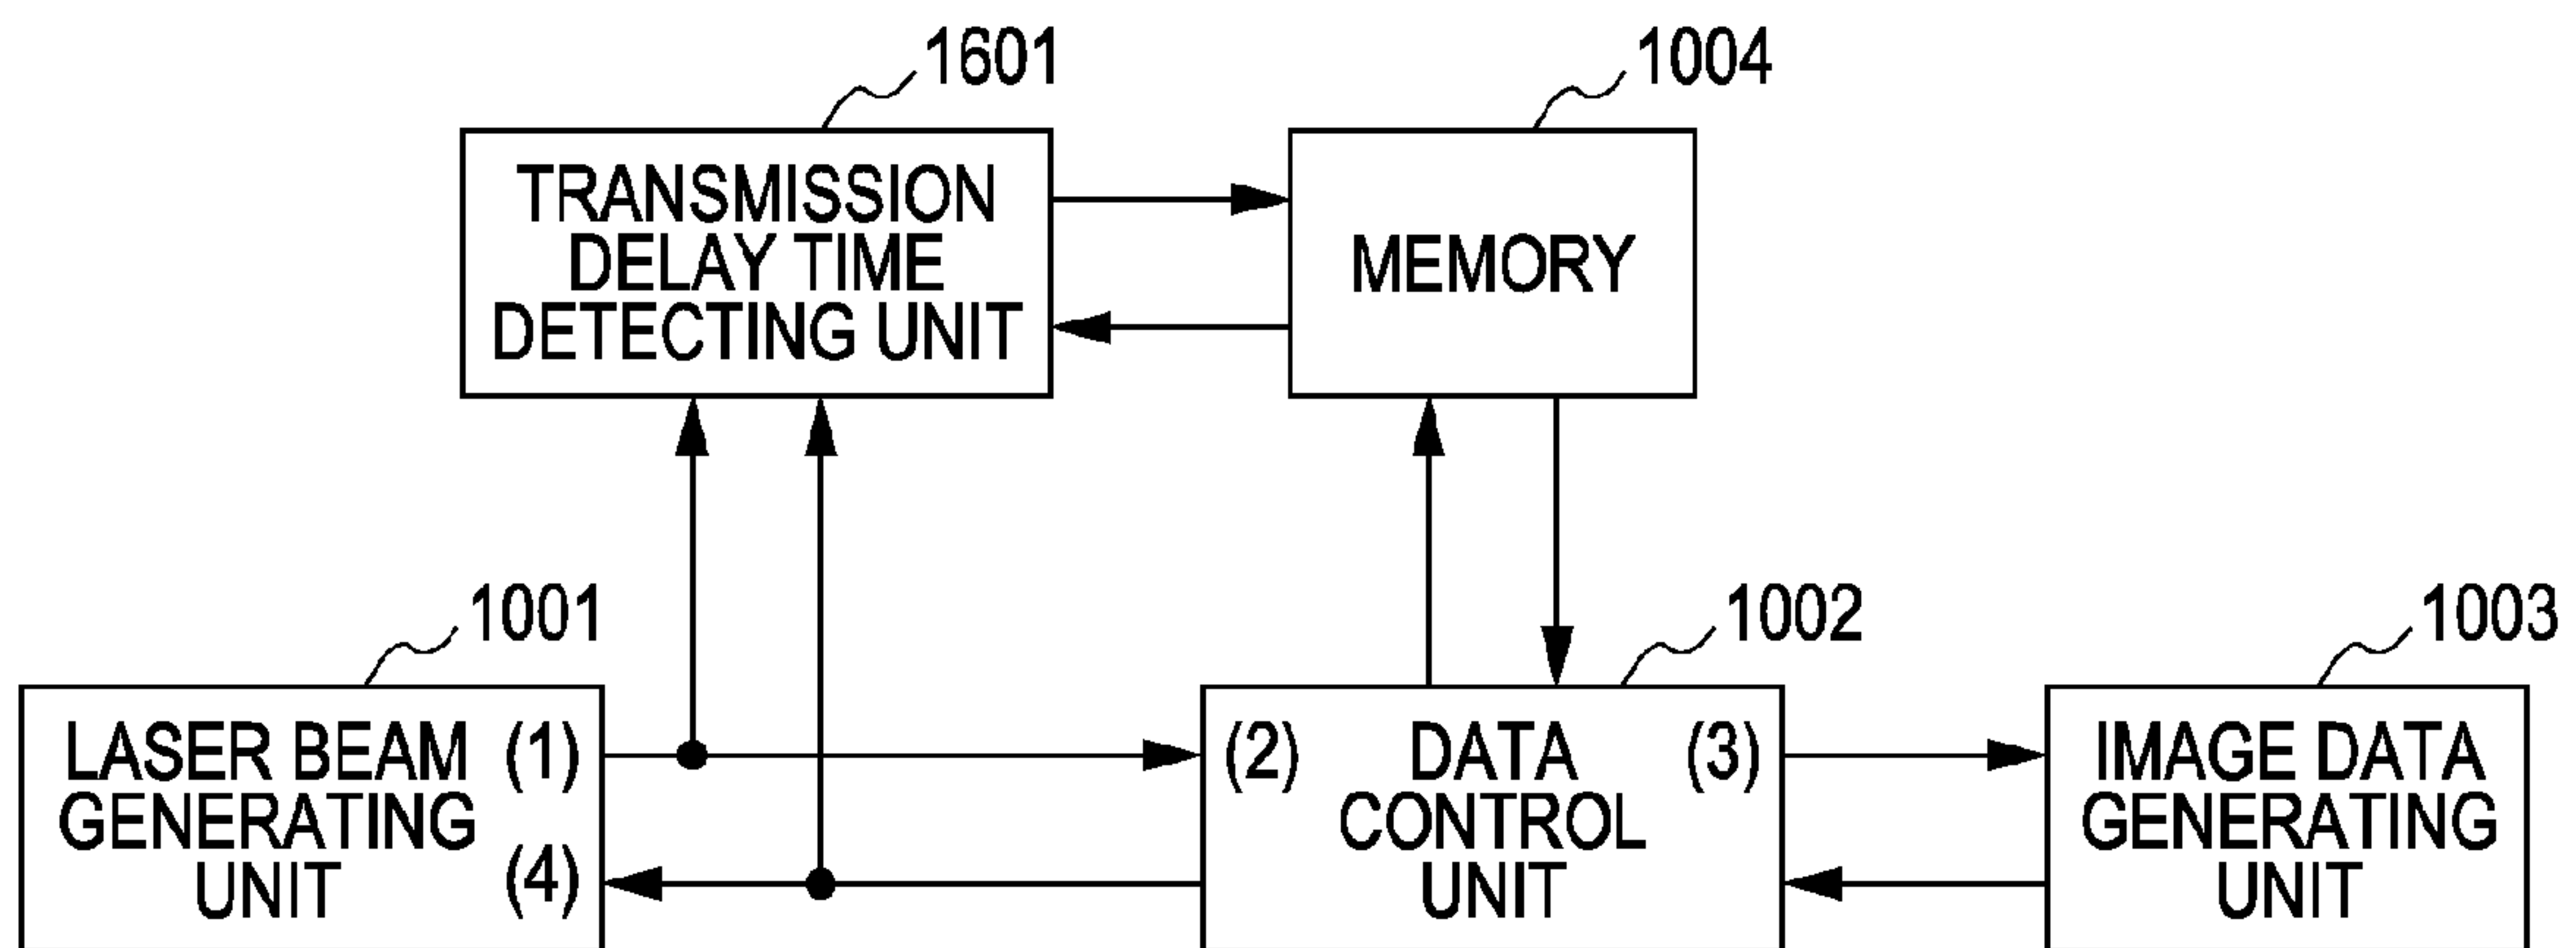 1601
1004
TRANSMISSION
DELAY TIME
DETECTING UNIT
MEMORY
1001
1002
1003
LASER BEAM (1)
GENERATING
UNIT (4)
(2) DATA (3)
CONTROL
UNIT
IMAGE DATA
GENERATING
UNIT